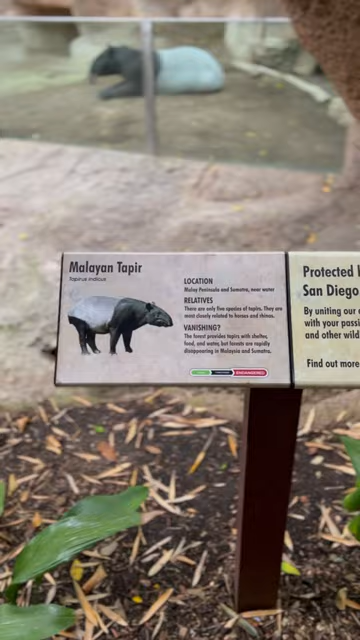 Malayan Tapir
Tapirus indicus
LOCATION
Malay Peninsula and Sumatra, near water
RELATIVES
There are only five species of tapirs. They are
most closely related to horses and rhinos.
VANISHING?
The forest provides tapirs with shelter,
food, and water, but forests are rapidly
disappearing in Malaysia and Sumatra.
ENDANGERED
Protected
San Diego
By uniting our
with your passi
and other wild
Find out more